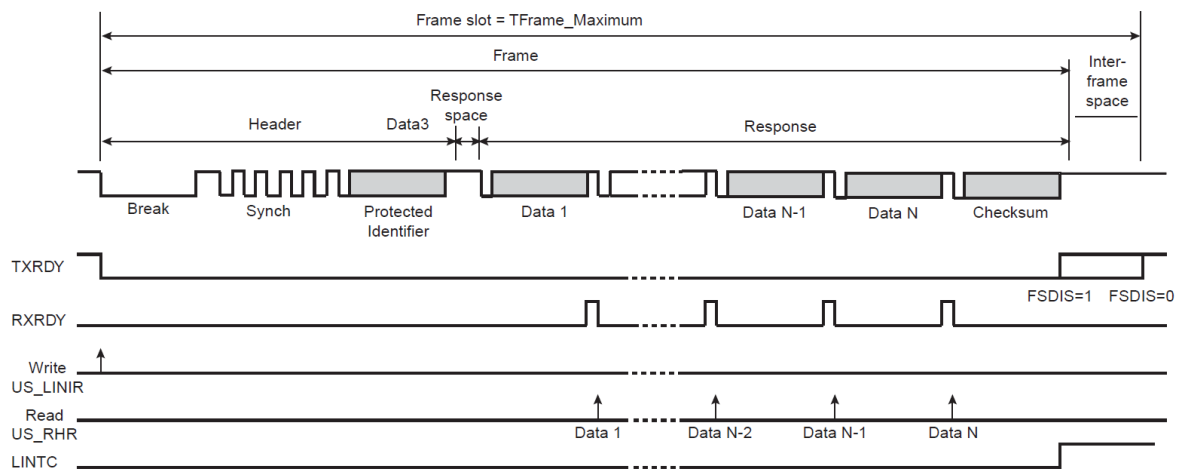 Frame slot = TFrame_Maximum
Frame
Inter-
frame
space
Response
space
Header
Data3
Response
Break
Synch
Protected
Identifier
Data 1
Data N-1
Data N
Checksum
TXRDY
FSDIS=1
FSDIS=0
RXRDY
Write
US_LINIR
Read
US_RHR
Data 1
Data N-2
Data N-1
Data N
LINTC